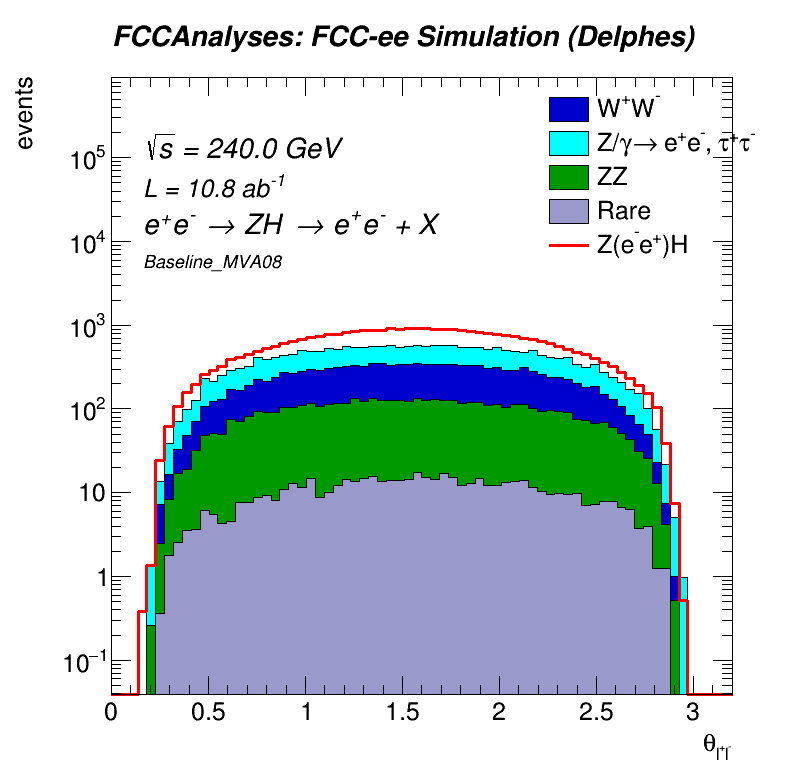 FCCAnalyses: FCC-ee Simulation (Delphes)
events
√s = 240.0 GeV
L = 10.8 ab⁻¹
e⁺e⁻ → ZH → e⁺e⁻ + X
Baseline_MVA08
W⁺W⁻
Z/γ→ e⁺e⁻, τ⁺τ⁻
ZZ
Rare
Z(e⁻e⁺)H
10⁵
10⁴
10³
10²
10
1
10⁻¹
0 0.5 1 1.5 2 2.5 3
θ_{l⁺l⁻}